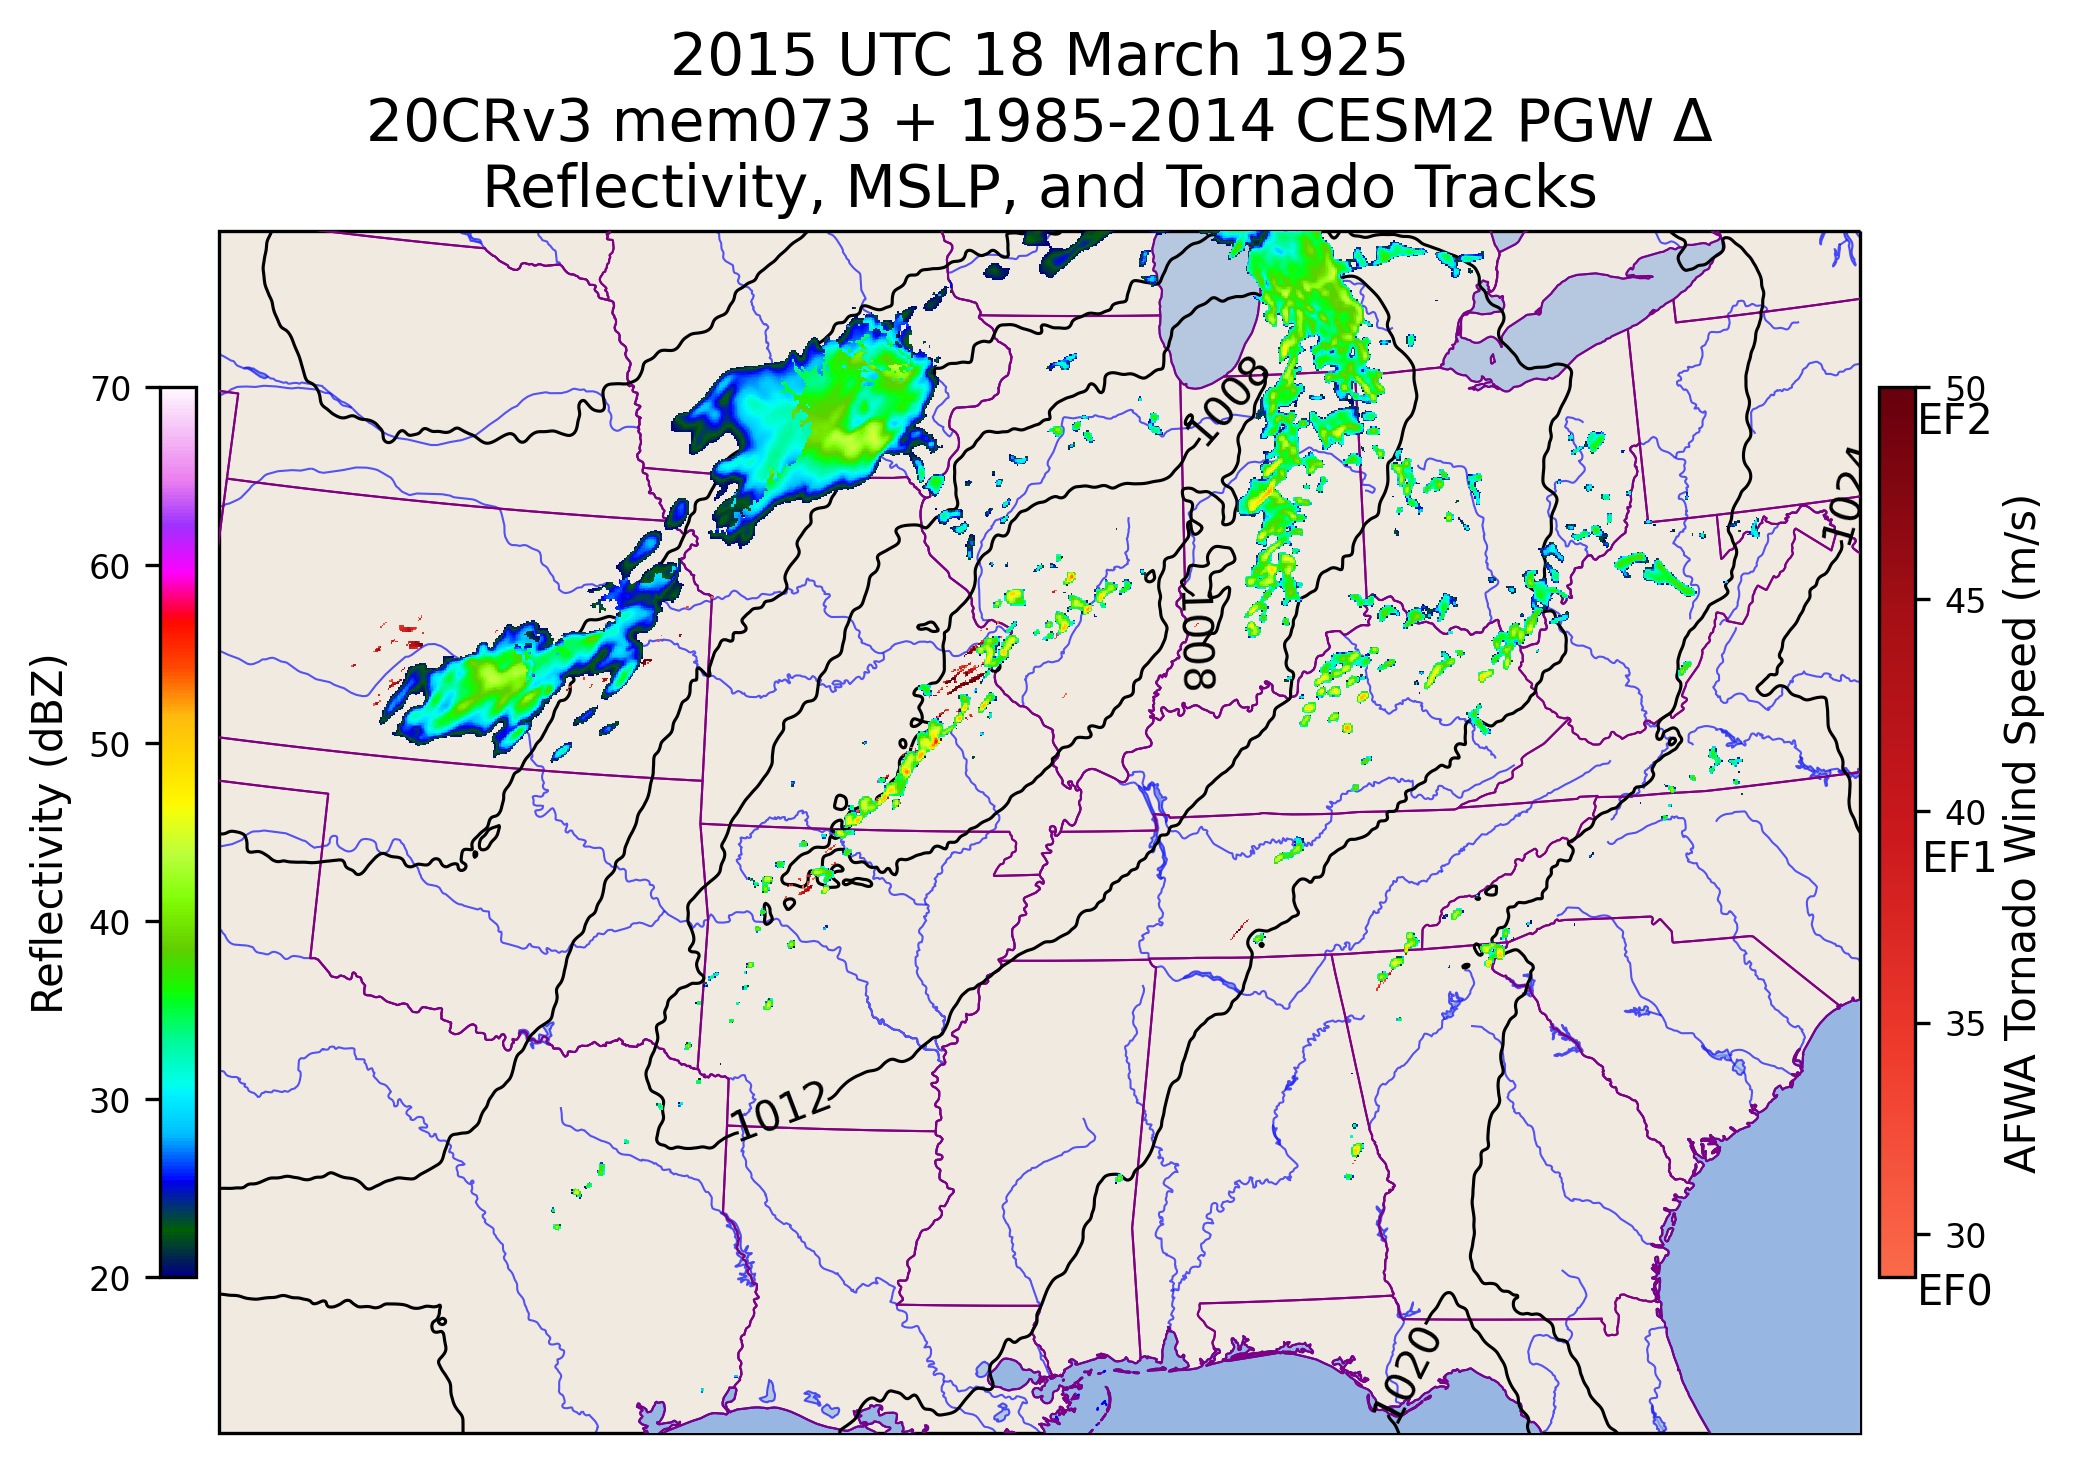 2015 UTC 18 March 1925
20CRv3 mem073 + 1985-2014 CESM2 PGW Δ
Reflectivity, MSLP, and Tornado Tracks
Reflectivity (dBZ)
70
60
50
40
30
20
1008
1008
1024
1012
1020
50
EF2
45
40
EF1
35
30
EF0
AFWA Tornado Wind Speed (m/s)